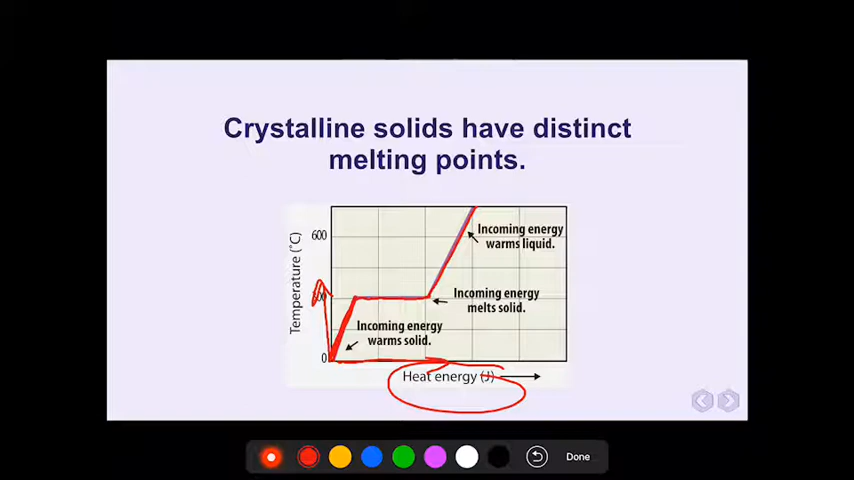 Crystalline solids have distinct
melting points.
600
Incoming energy
warms liquid.
Temperature (°C)
Incoming energy
melts solid.
Incoming energy
warms solid.
0
Heat energy (J)
Done